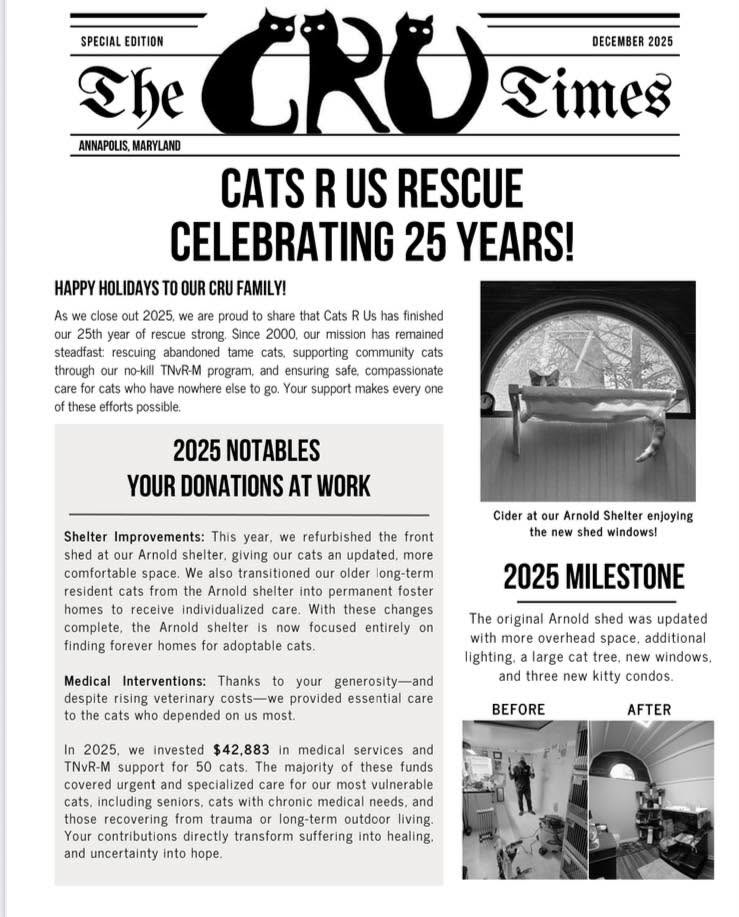 SPECIAL EDITION
DECEMBER 2025
The CRU Times
ANNAPOLIS, MARYLAND
CATS R US RESCUE
CELEBRATING 25 YEARS!
HAPPY HOLIDAYS TO OUR CRU FAMILY!
As we close out 2025, we are proud to share that Cats R Us has finished
our 25th year of rescue strong. Since 2000, our mission has remained
steadfast: rescuing abandoned tame cats, supporting community cats
through our no-kill TNvR-M program, and ensuring safe, compassionate
care for cats who have nowhere else to go. Your support makes every one
of these efforts possible.
2025 NOTABLES
YOUR DONATIONS AT WORK
Shelter Improvements: This year, we refurbished the front
shed at our Arnold shelter, giving our cats an updated, more
comfortable space. We also transitioned our older long-term
resident cats from the Arnold shelter into permanent foster
homes to receive individualized care. With these changes
complete, the Arnold shelter is now focused entirely on
finding forever homes for adoptable cats.
Medical Interventions: Thanks to your generosity—and
despite rising veterinary costs—we provided essential care
to the cats who depended on us most.
In 2025, we invested $42,883 in medical services and
TNvR-M support for 50 cats. The majority of these funds
covered urgent and specialized care for our most vulnerable
cats, including seniors, cats with chronic medical needs, and
those recovering from trauma or long-term outdoor living.
Your contributions directly transform suffering into healing,
and uncertainty into hope.
Cider at our Arnold Shelter enjoying
the new shed windows!
2025 MILESTONE
The original Arnold shed was updated
with more overhead space, additional
lighting, a large cat tree, new windows,
and three new kitty condos.
BEFORE
AFTER